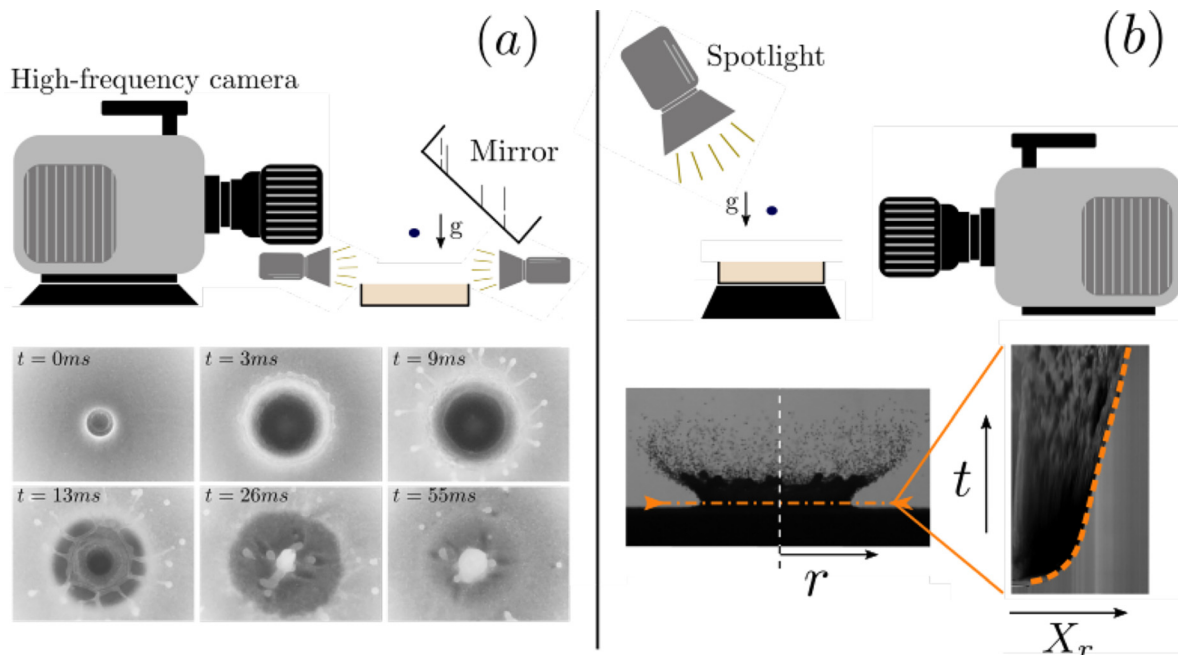 (a)
High-frequency camera
Mirror
g
t = 0ms
t = 3ms
t = 9ms
t = 13ms
t = 26ms
t = 55ms
(b)
Spotlight
g
r
t
X_r